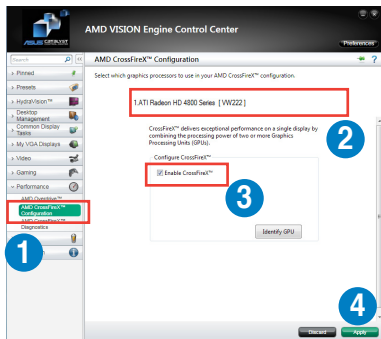 AMD VISION Engine Control Center
ASUS CATALYST
Preferences
Search
AMD CrossFireX™ Configuration
?
Pinned
Select which graphics processors to use in your AMD CrossFireX™ configuration.
Presets
HydraVision™
1.ATI Radeon HD 4800 Series [ VW222 ]
Desktop
Management
Common Display
Tasks
CrossFireX™ delivers exceptional performance on a single display by
combining the processing power of two or more Graphics
Processing Units (GPUs).
2
My VGA Displays
Video
Configure CrossFireX™
Gaming
Enable CrossFireX™
Performance
3
AMD Overdrive™
AMD CrossFireX™
Configuration
AMD CrossFireX™
Diagnostics
Identify GPU
1
4
Discard
Apply